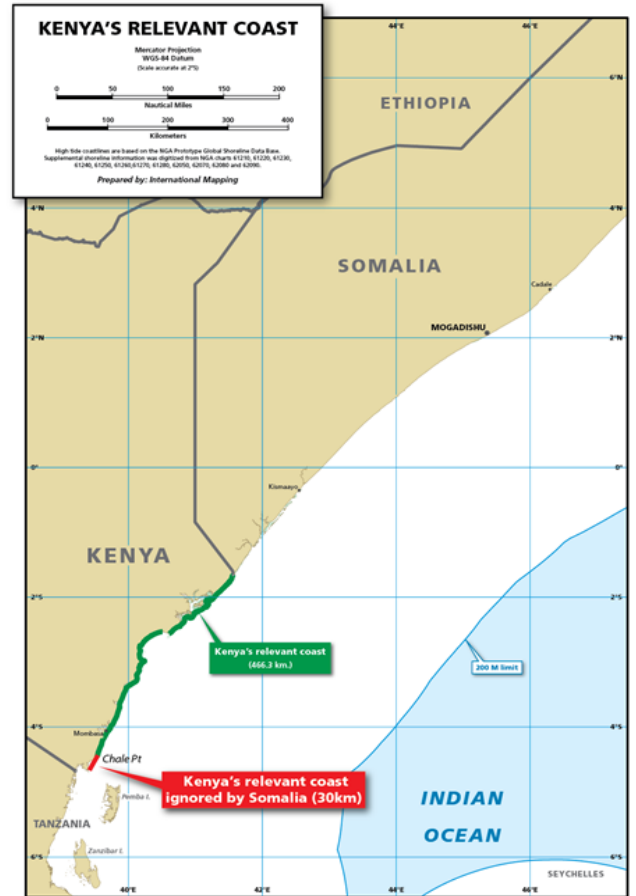 KENYA'S RELEVANT COAST
Mercator Projection
WGS-84 Datum
(Scale accurate at 2°S)
0 50 100 150 200
Nautical Miles
0 100 200 300 400
Kilometers
High tide coastlines are based on the NGA Prototype Global Shoreline Data Base.
Supplemental shoreline information was digitized from NGA charts 61210, 61220, 61230,
61240, 61250, 61260,61270, 61280, 62050, 62070, 62080 and 62090.
Prepared by: International Mapping
44°E
46°E
6°N
ETHIOPIA
4°N
4°N
SOMALIA
Cadale
MOGADISHU
2°N
2°N
0°
0°
Kismaayo
KENYA
2°S
2°S
Kenya's relevant coast
(466.3 km.)
200 M limit
4°S
4°S
Mombasa
Chale Pt
Kenya's relevant coast
ignored by Somalia (30km)
Pemba I.
INDIAN
OCEAN
TANZANIA
Zanzibar I.
6°S
6°S
SEYCHELLES
40°E
42°E
44°E
46°E